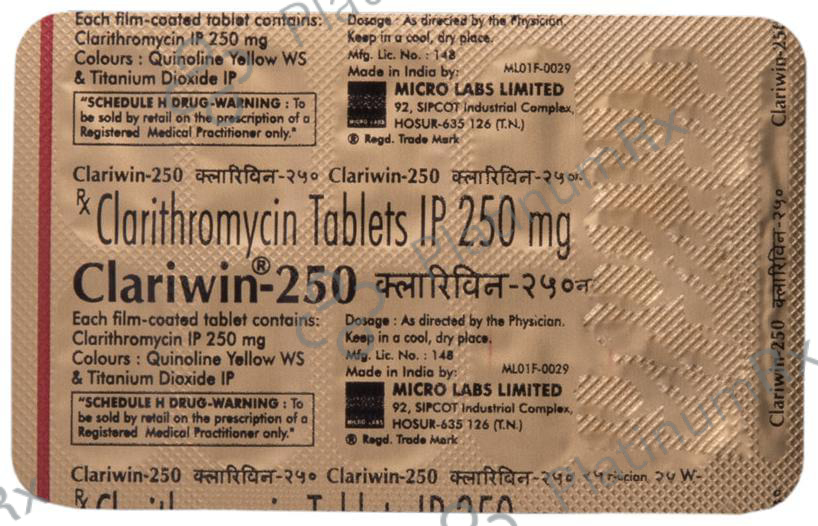 Each film-coated tablet contains:
Clarithromycin IP 250 mg
Colours : Quinoline Yellow WS
& Titanium Dioxide IP
"SCHEDULE H DRUG-WARNING : To
be sold by retail on the prescription of a
Registered Medical Practitioner only."
Dosage : As directed by the Physician.
Keep in a cool, dry place.
Mfg. Lic. No. : 148
Made in India by: ML01F-0029
MICRO LABS LIMITED
MICRO LABS
92, SIPCOT Industrial Complex,
HOSUR-635 126 (T.N.)
® Regd. Trade Mark
Clariwin-250 क्लारिविन-२५० Clariwin-250 क्लारिविन-२५०
Rx Clarithromycin Tablets IP 250 mg
Clariwin®-250 क्लारिविन-२५०
Each film-coated tablet contains:
Clarithromycin IP 250 mg
Colours : Quinoline Yellow WS
& Titanium Dioxide IP
"SCHEDULE H DRUG-WARNING : To
be sold by retail on the prescription of a
Registered Medical Practitioner only."
Dosage : As directed by the Physician.
Keep in a cool, dry place.
Mfg. Lic. No. : 148
Made in India by: ML01F-0029
MICRO LABS LIMITED
MICRO LABS
92, SIPCOT Industrial Complex,
HOSUR-635 126 (T.N.)
® Regd. Trade Mark
Clariwin-250 क्लारिविन-२५० Clariwin-250 क्लारिविन-२५०
Clariwin-250
Clariwin-250 क्लारिविन-२५०
PlatinumRx
PlatinumRx